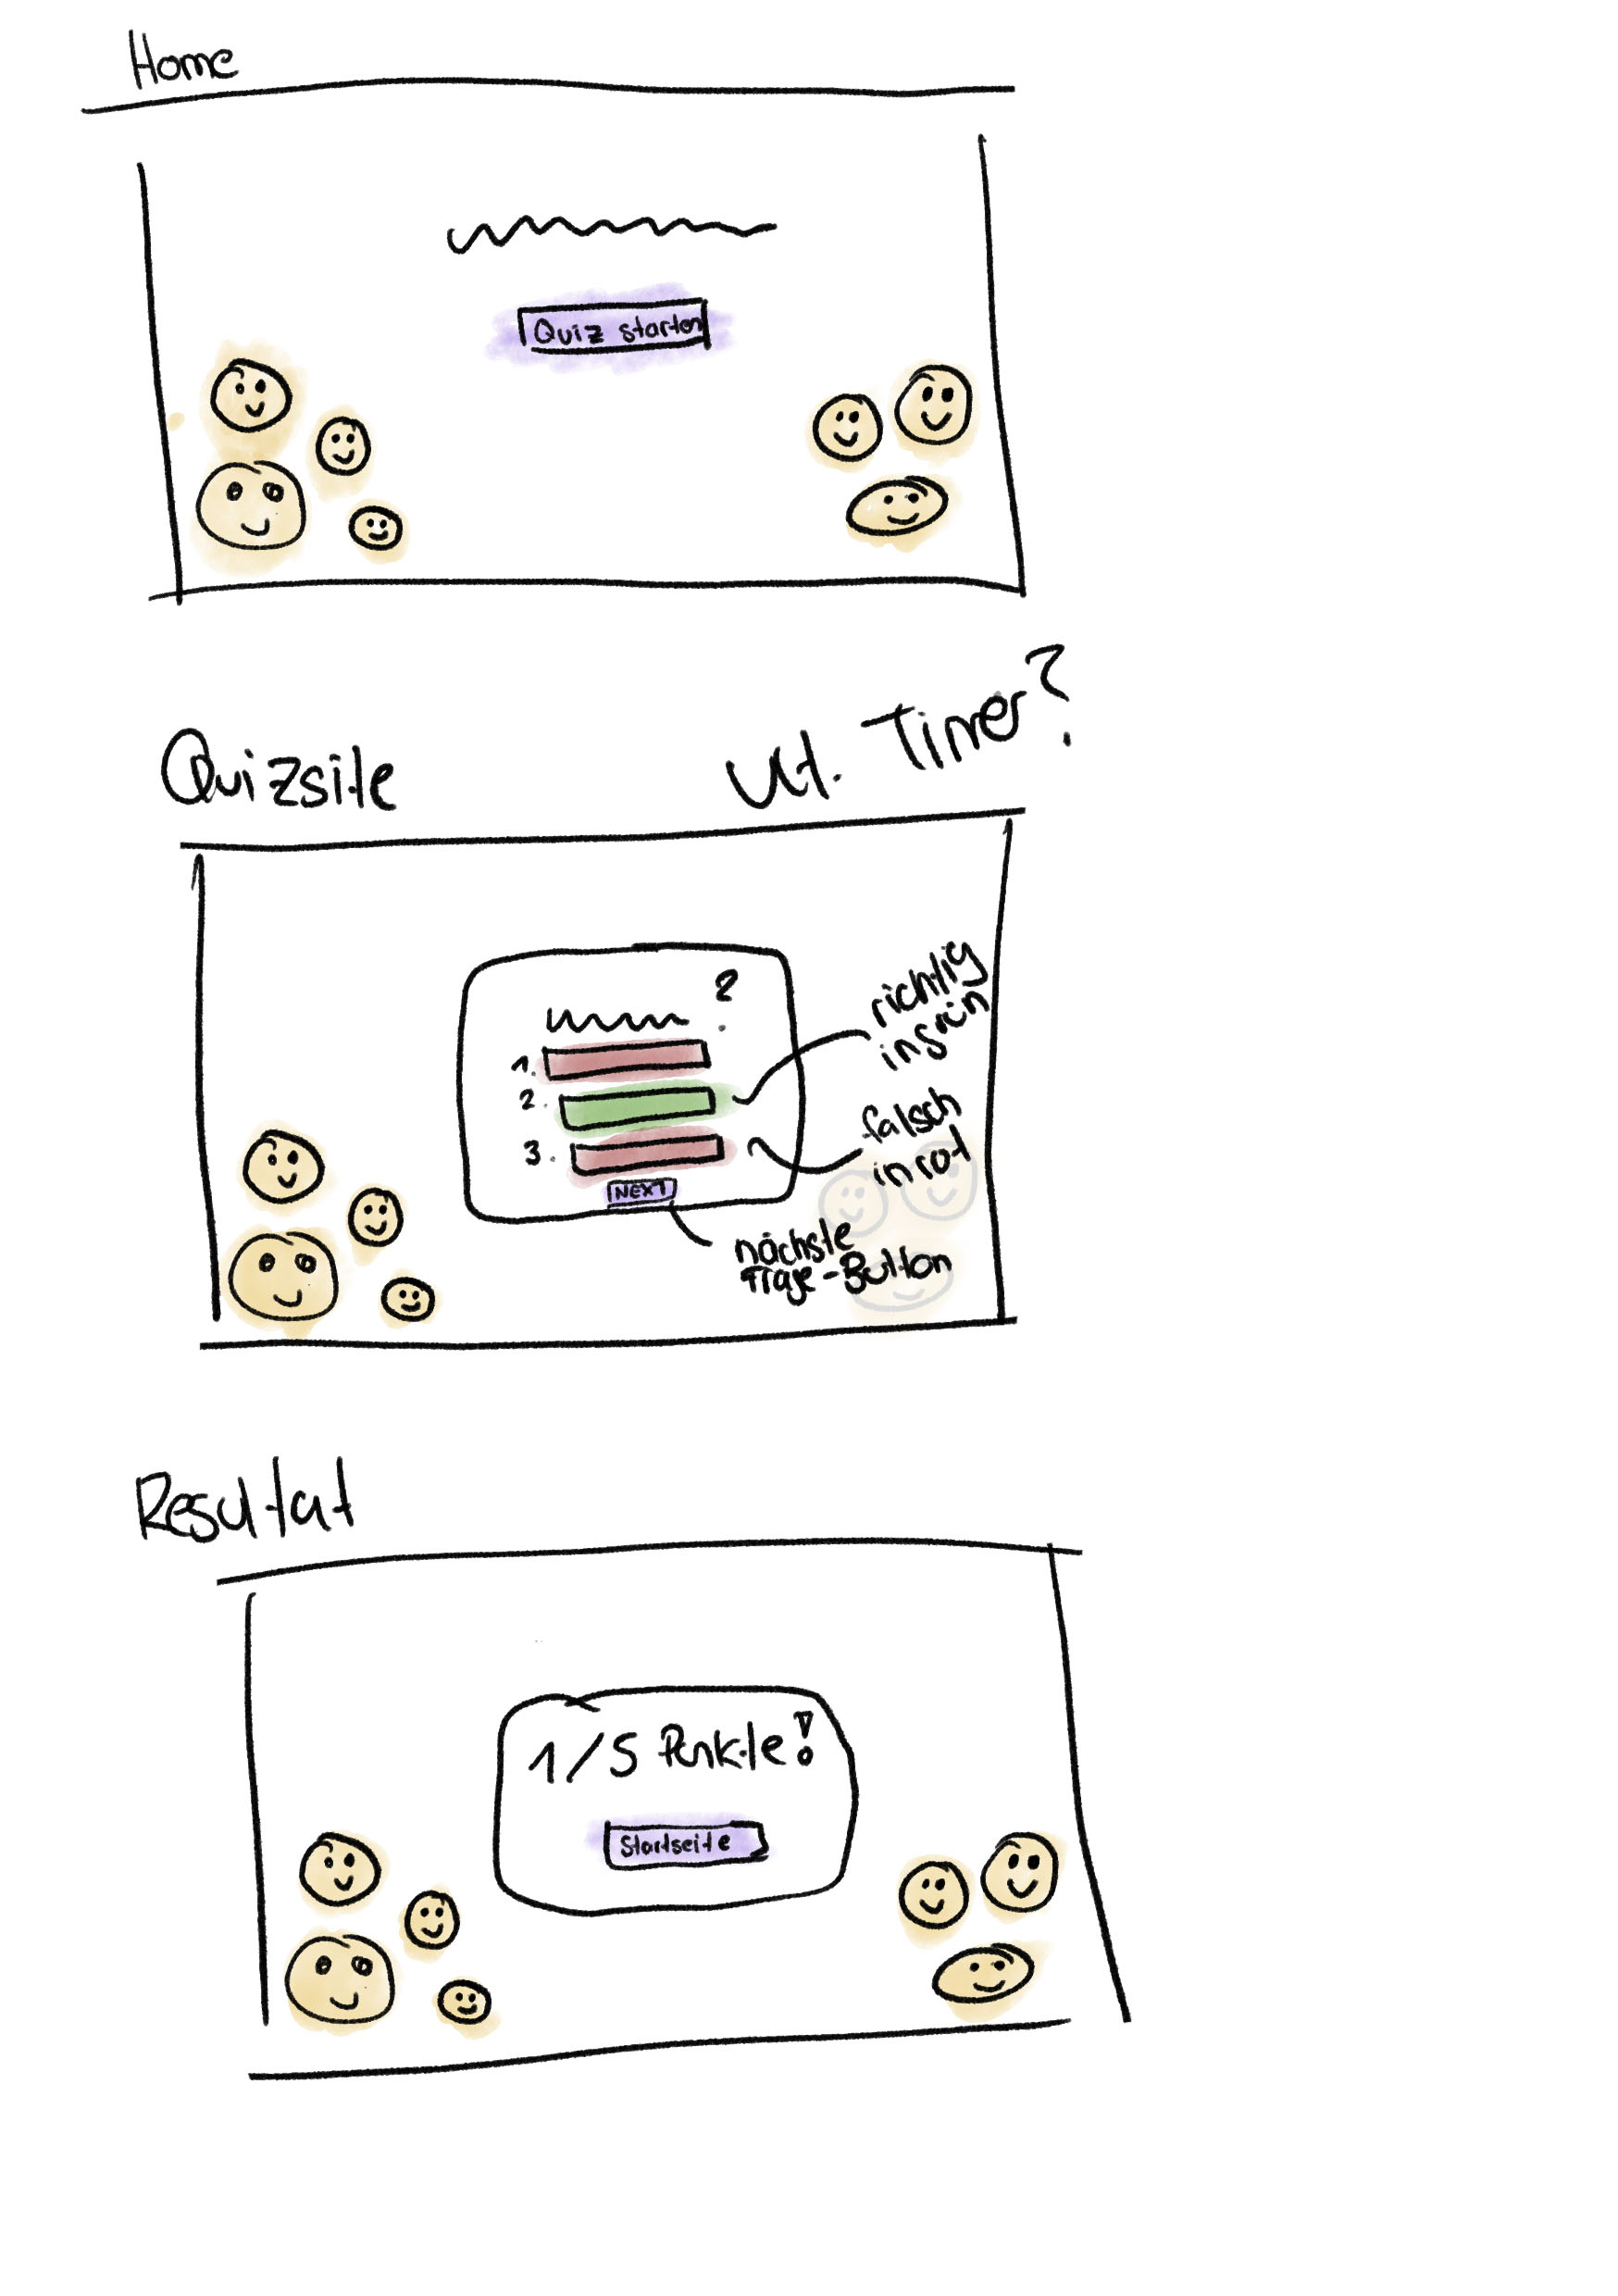 Home
Quiz starten
Quizsite
Utl. Timer?
?
1.
2.
3.
NEXT
richtig
in grün
falsch
in rot
nächste
Frage-Button
Resultat
1/5 Punkte!
Startseite